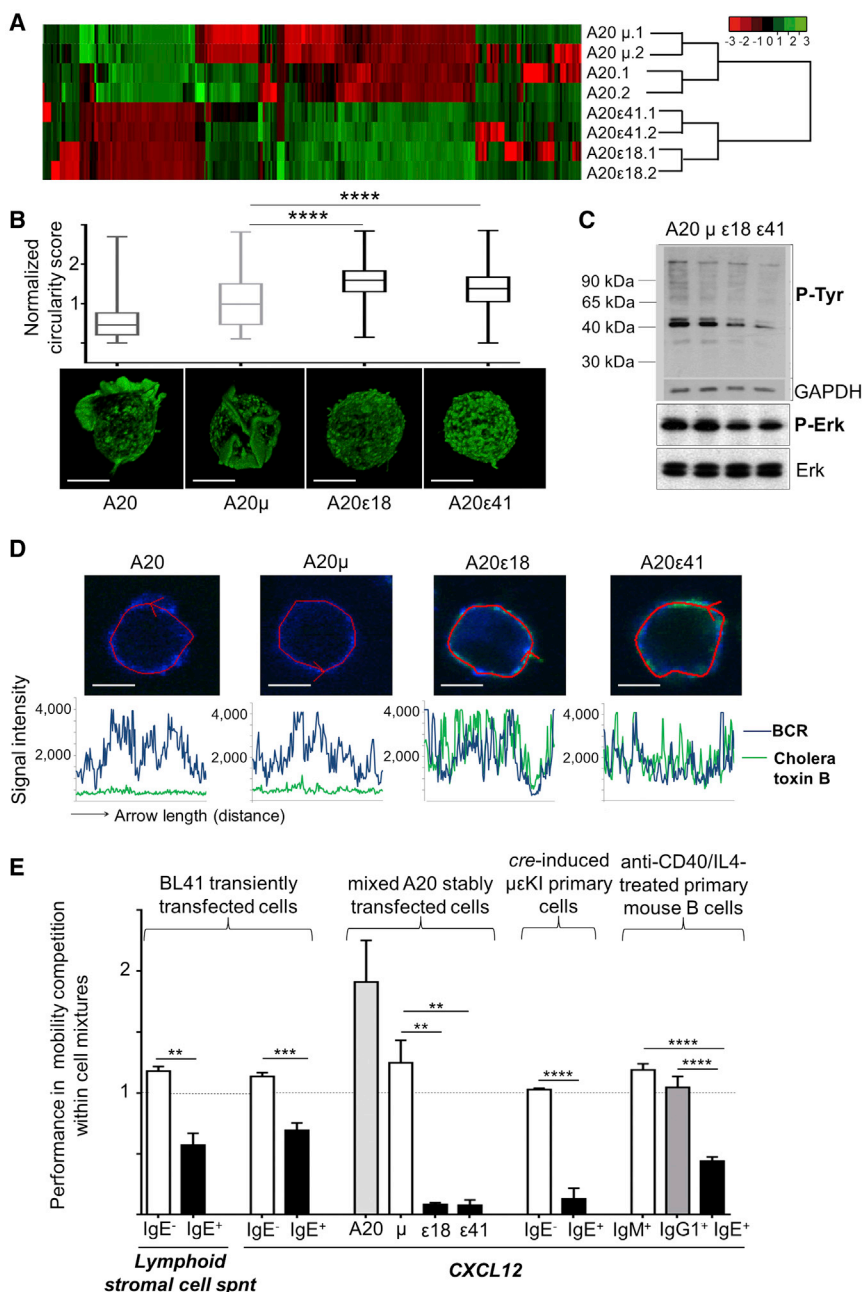 A
A20 µ.1
A20 µ.2
A20.1
A20.2
A20ε41.1
A20ε41.2
A20ε18.1
A20ε18.2
-3 -2 -1 0 1 2 3
B
****
****
Normalized
circularity score
2
1
A20
A20µ
A20ε18
A20ε41
C
A20 µ ε18 ε41
90 kDa
65 kDa
40 kDa
30 kDa
P-Tyr
GAPDH
P-Erk
Erk
D
A20
A20µ
A20ε18
A20ε41
Signal intensity
4,000
2,000
4,000
2,000
4,000
2,000
4,000
2,000
BCR
Cholera
toxin B
Arrow length (distance)
E
BL41 transiently
transfected cells
mixed A20 stably
transfected cells
cre-induced
µεKI primary
cells
anti-CD40/IL4-
treated primary
mouse B cells
Performance in mobility competition
within cell mixtures
2
1
**
***
**
**
****
****
****
IgE- IgE+
IgE- IgE+
A20 µ ε18 ε41
IgE- IgE+
IgM+ IgG1+ IgE+
Lymphoid
stromal cell spnt
CXCL12